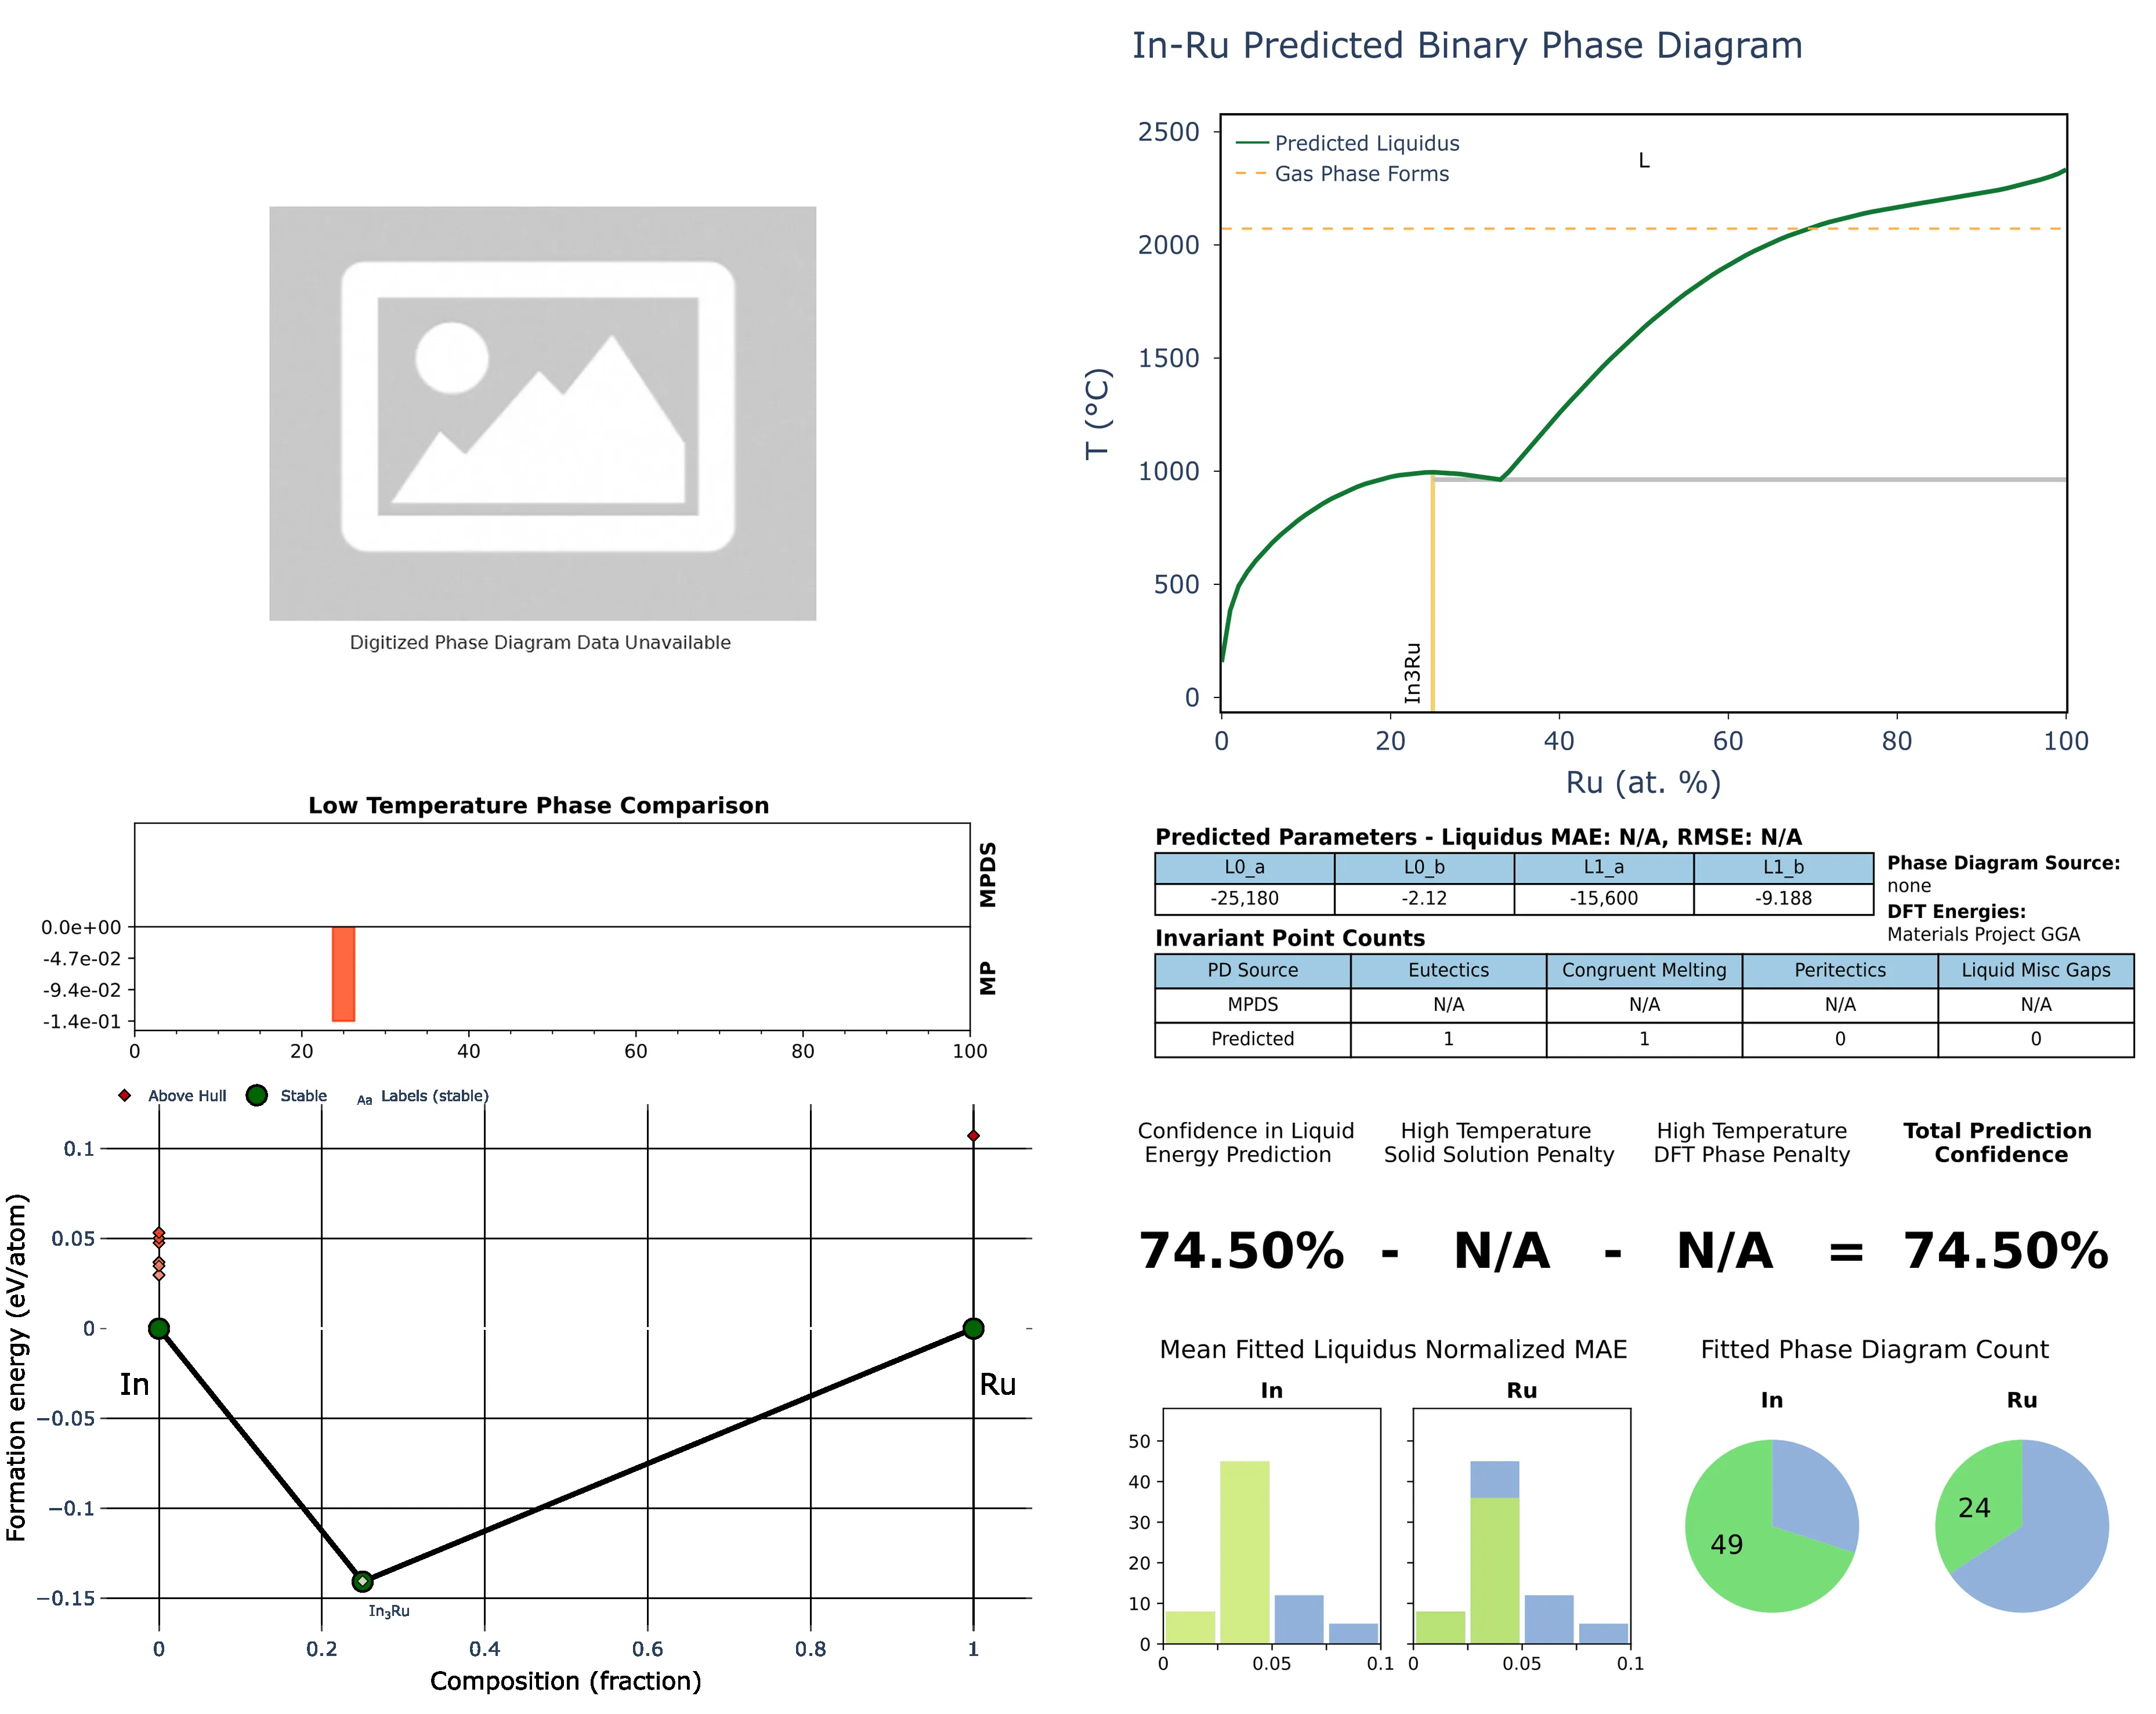 In-Ru Predicted Binary Phase Diagram
2500
2000
1500
1000
500
0
T (°C)
Predicted Liquidus
Gas Phase Forms
L
In3Ru
0 20 40 60 80 100
Ru (at. %)
Digitized Phase Diagram Data Unavailable
Low Temperature Phase Comparison
MPDS
MP
0.0e+00
-4.7e-02
-9.4e-02
-1.4e-01
0 20 40 60 80 100
Predicted Parameters - Liquidus MAE: N/A, RMSE: N/A
L0_a L0_b L1_a L1_b
-25,180 -2.12 -15,600 -9.188
Phase Diagram Source:
none
DFT Energies:
Materials Project GGA
Invariant Point Counts
PD Source Eutectics Congruent Melting Peritectics Liquid Misc Gaps
MPDS N/A N/A N/A N/A
Predicted 1 1 0 0
Above Hull Stable Aa Labels (stable)
0.1
0.05
0
−0.05
−0.1
−0.15
Formation energy (eV/atom)
In
Ru
In₃Ru
0 0.2 0.4 0.6 0.8 1
Composition (fraction)
Confidence in Liquid
Energy Prediction
High Temperature
Solid Solution Penalty
High Temperature
DFT Phase Penalty
Total Prediction
Confidence
74.50% - N/A - N/A = 74.50%
Mean Fitted Liquidus Normalized MAE
In
Ru
50
40
30
20
10
0
0 0.05 0.1
0 0.05 0.1
Fitted Phase Diagram Count
In
Ru
49
24